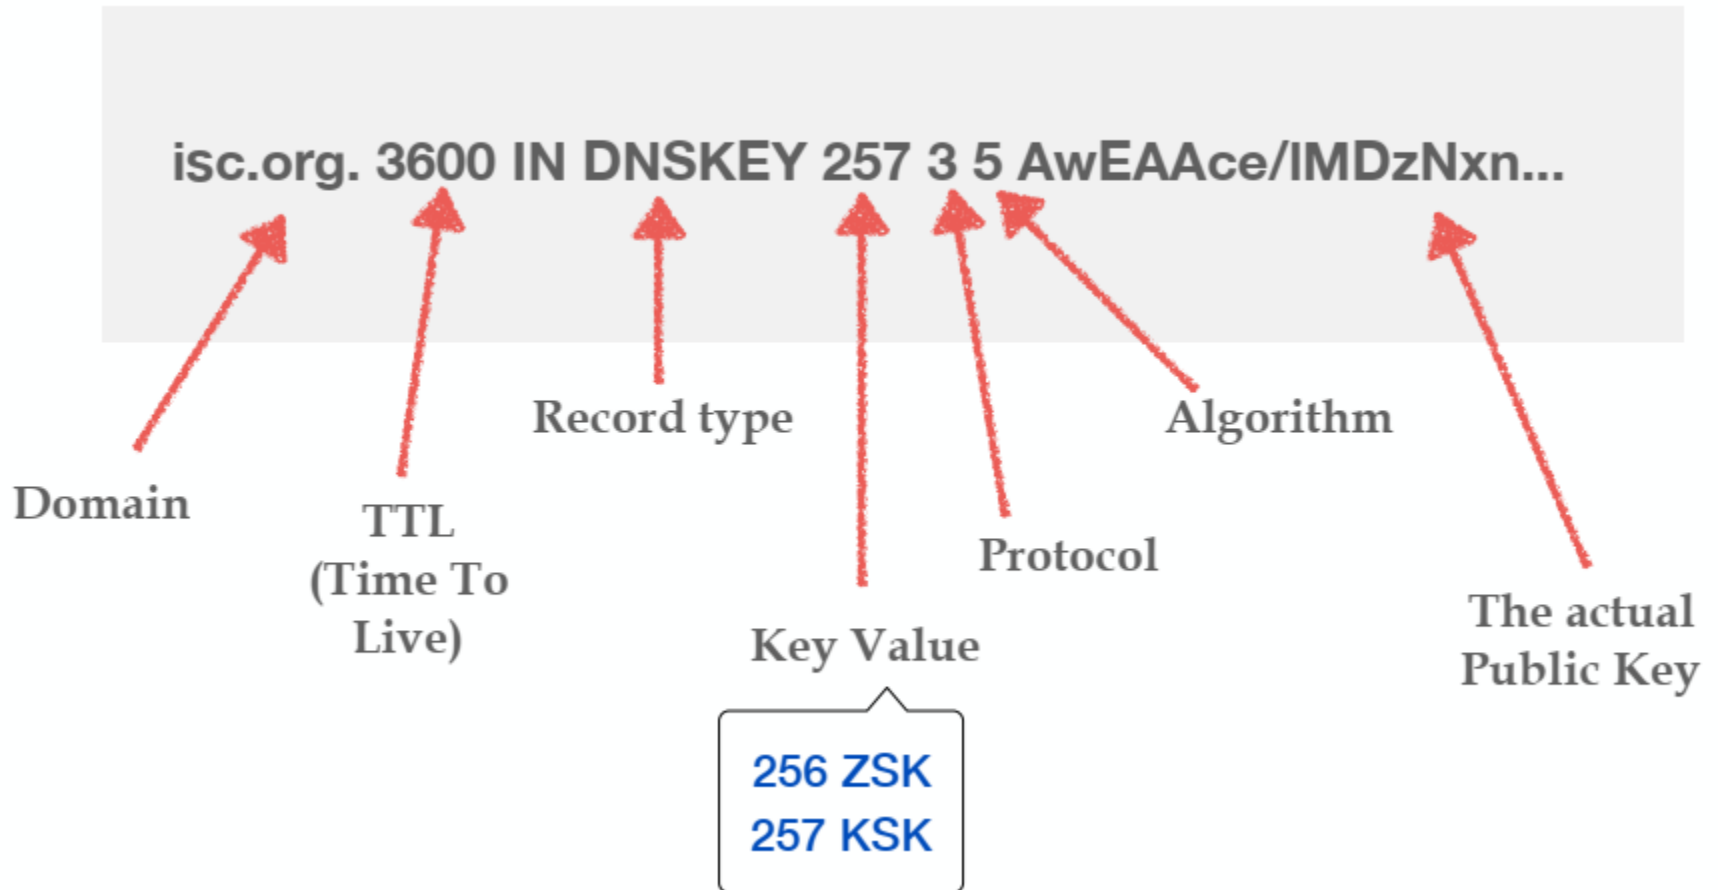 isc.org. 3600 IN DNSKEY 257 3 5 AwEAAce/lMDzNxn...
Record type
Algorithm
Domain
TTL
(Time To
Live)
Protocol
Key Value
The actual
Public Key
256 ZSK
257 KSK